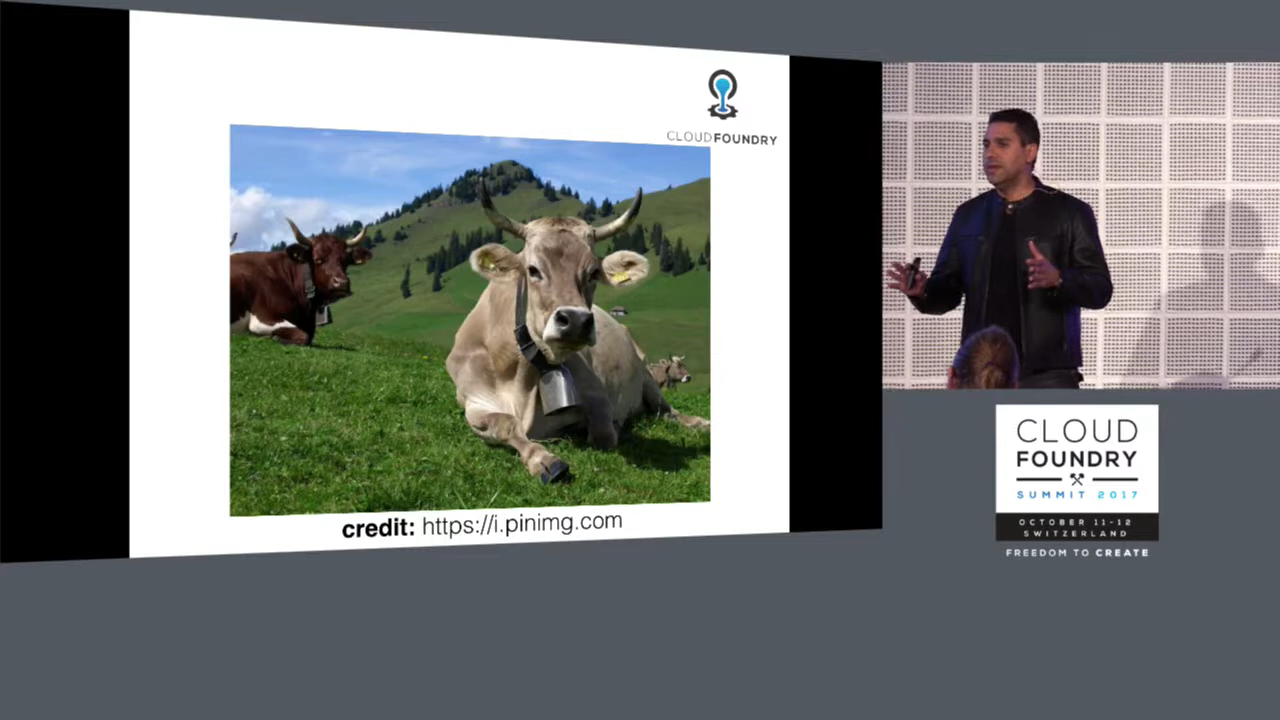 CLOUDFOUNDRY
credit: https://i.pinimg.com
CLOUD
FOUNDRY
SUMMIT 2017
OCTOBER 11-12
SWITZERLAND
FREEDOM TO CREATE